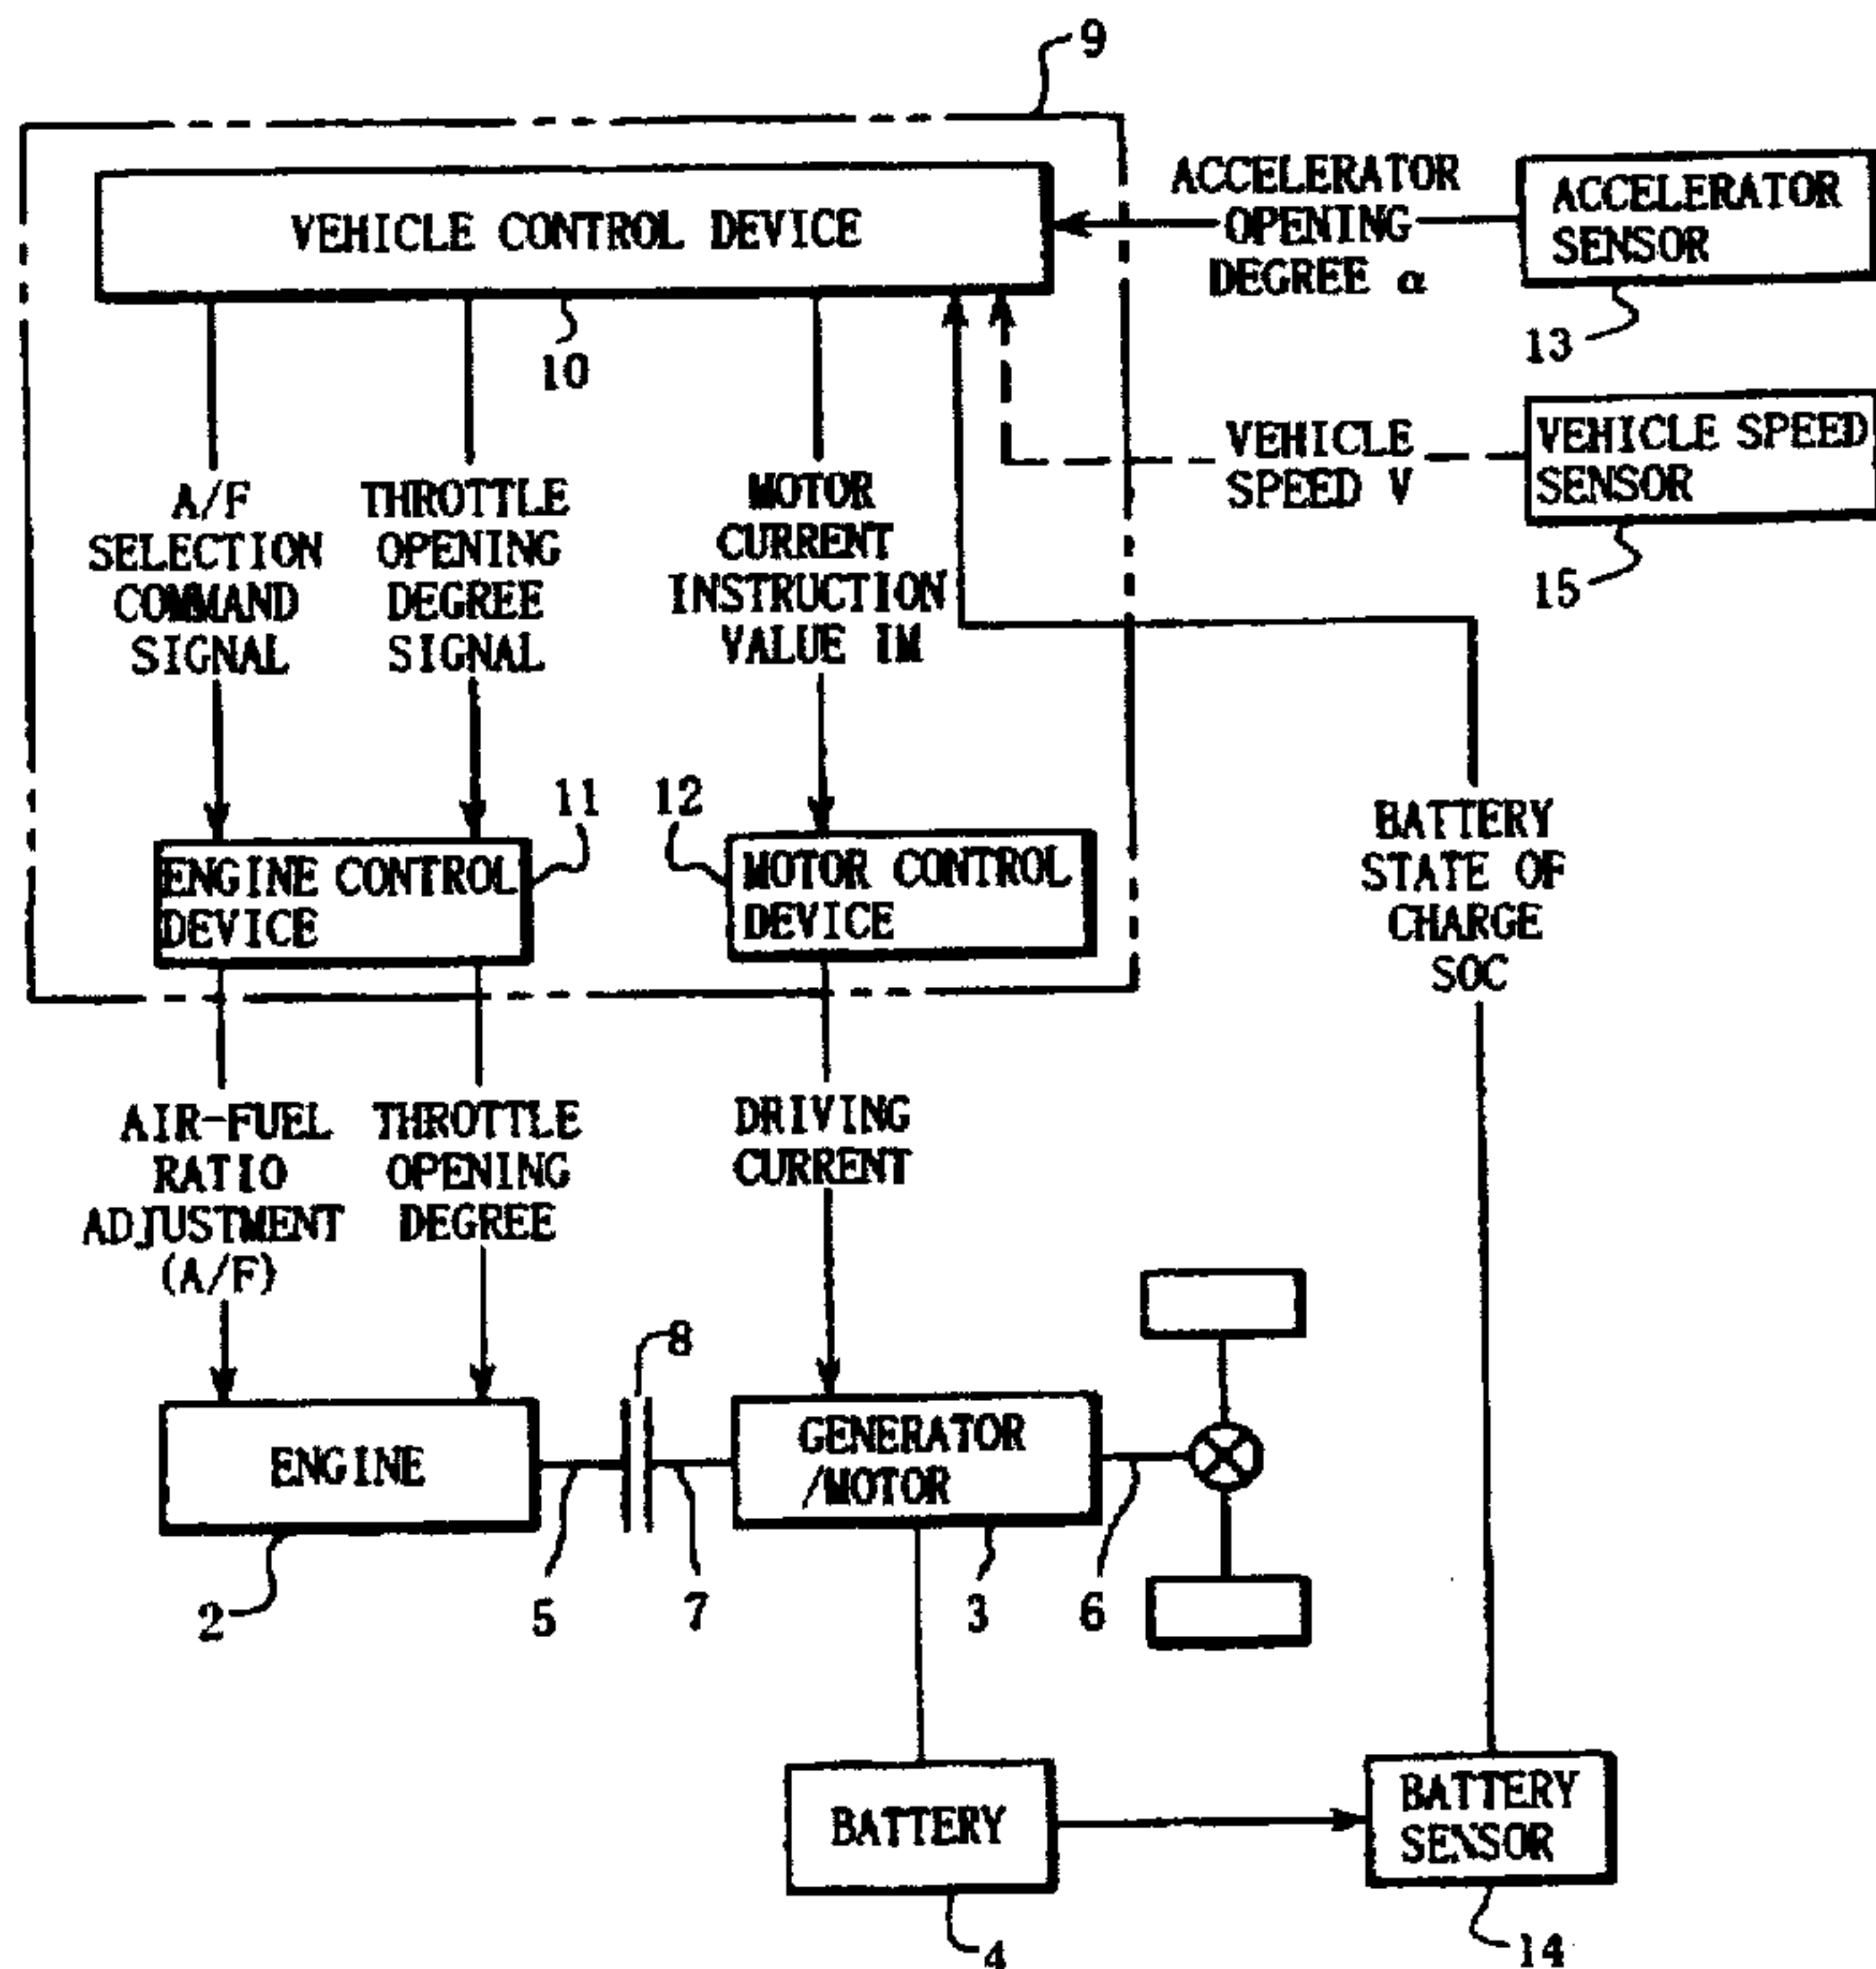 9
VEHICLE CONTROL DEVICE
ACCELERATOR
OPENING
DEGREE α
ACCELERATOR
SENSOR
10
13
A/F
SELECTION
COMMAND
SIGNAL
THROTTLE
OPENING
DEGREE
SIGNAL
MOTOR
CURRENT
INSTRUCTION
VALUE IM
VEHICLE
SPEED V
VEHICLE SPEED
SENSOR
15
11
12
ENGINE CONTROL
DEVICE
MOTOR CONTROL
DEVICE
BATTERY
STATE OF
CHARGE
SOC
AIR-FUEL
RATIO
ADJUSTMENT
(A/F)
THROTTLE
OPENING
DEGREE
DRIVING
CURRENT
8
ENGINE
GENERATOR
/MOTOR
2
5
7
3
6
BATTERY
BATTERY
SENSOR
4
14